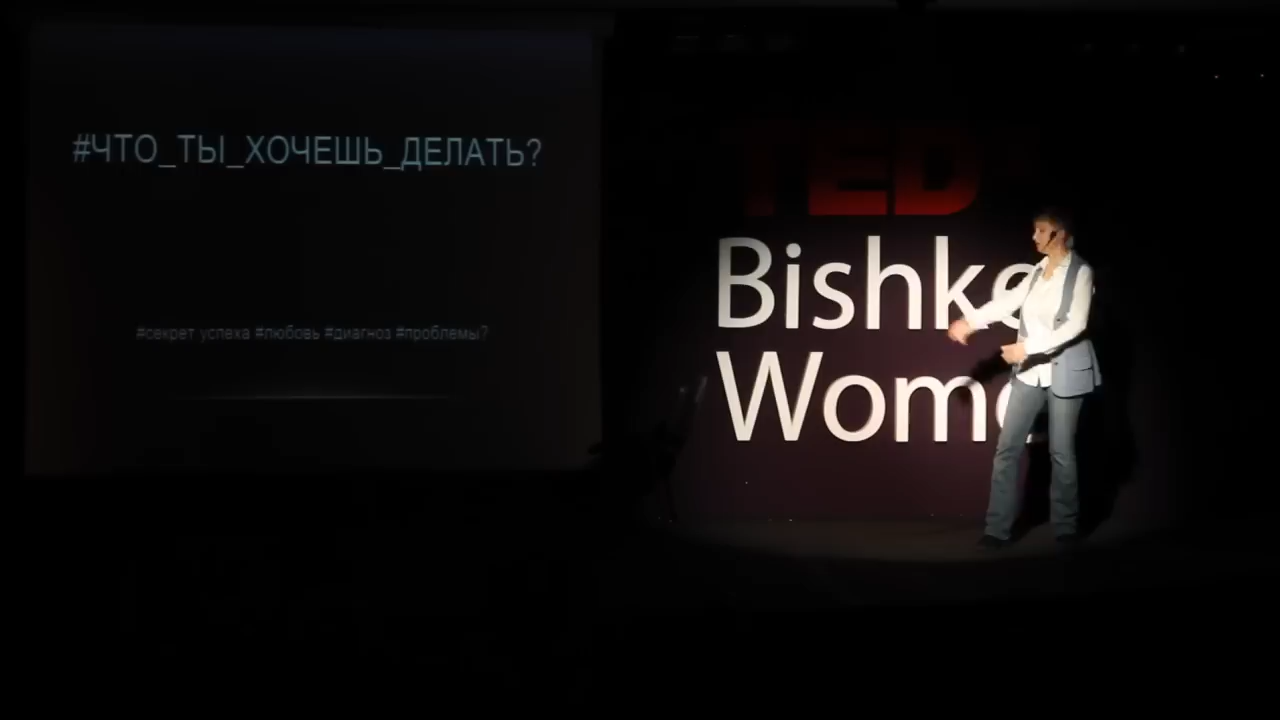 #ЧТО_ТЫ_ХОЧЕШЬ_ДЕЛАТЬ?
#секрет успеха #любовь #диагноз #проблемы?
TED
Bishke
Wome